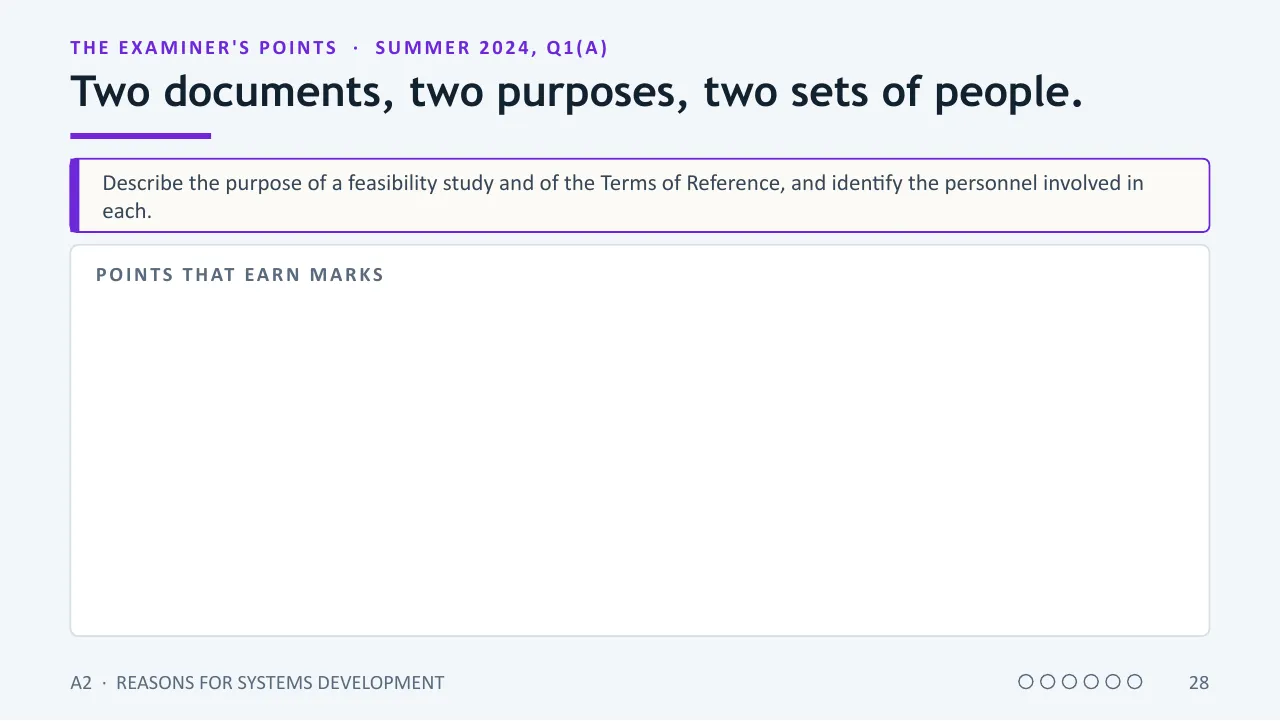 THE EXAMINER'S POINTS · SUMMER 2024, Q1(A)
Two documents, two purposes, two sets of people.
Describe the purpose of a feasibility study and of the Terms of Reference, and identify the personnel involved in
each.
POINTS THAT EARN MARKS
A2 · REASONS FOR SYSTEMS DEVELOPMENT
28